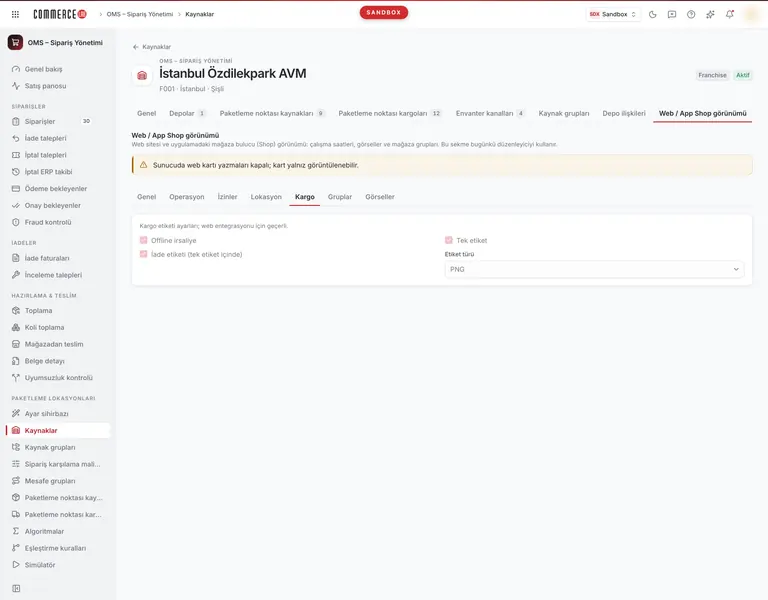 COMMERCE
OMS – Sipariş Yönetimi
Kaynaklar
SANDBOX
SBX Sandbox
OMS – Sipariş Yönetimi
Genel bakış
Satış panosu
SİPARİŞLER
Siparişler 30
İade talepleri
İptal talepleri
İptal ERP takibi
Ödeme bekleyenler
Onay bekleyenler
Fraud kontrolü
İADELER
İade faturaları
İnceleme talepleri
HAZIRLAMA & TESLİM
Toplama
Koli toplama
Mağazadan teslim
Belge detayı
Uyumsuzluk kontrolü
PAKETLEME LOKASYONLARI
Ayar sihirbazı
Kaynaklar
Kaynak grupları
Sipariş karşılama mali...
Mesafe grupları
Paketleme noktası kay...
Paketleme noktası kar...
Algoritmalar
Eşleştirme kuralları
Simülatör
Kaynaklar
OMS – SİPARİŞ YÖNETİMİ
İstanbul Özdilekpark AVM
F001 · İstanbul · Şişli
Franchise Aktif
Genel
Depolar 1
Paketleme noktası kaynakları 9
Paketleme noktası kargoları 12
Envanter kanalları 4
Kaynak grupları
Depo ilişkileri
Web / App Shop görünümü
Web / App Shop görünümü
Web sitesi ve uygulamadaki mağaza bulucu (Shop) görünümü: çalışma saatleri, görseller ve mağaza grupları. Bu sekme bugünkü düzenleyiciyi kullanır.
Sunucuda web kartı yazmaları kapalı; kart yalnız görüntülenebilir.
Genel
Operasyon
İzinler
Lokasyon
Kargo
Gruplar
Görseller
Kargo etiketi ayarları; web entegrasyonu için geçerli.
Offline irsaliye
Tek etiket
İade etiketi (tek etiket içinde)
Etiket türü
PNG